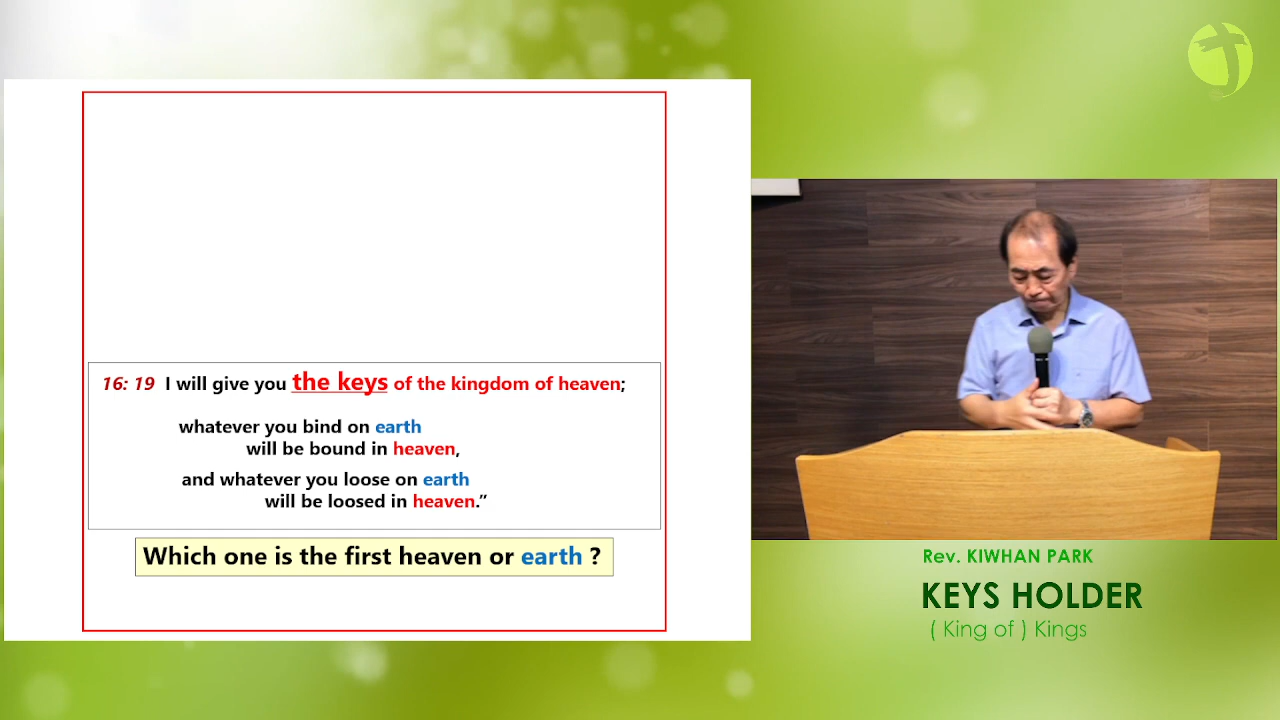 16: 19 I will give you the keys of the kingdom of heaven;
whatever you bind on earth
will be bound in heaven,
and whatever you loose on earth
will be loosed in heaven.”
Which one is the first heaven or earth ?
Rev. KIWHAN PARK
KEYS HOLDER
( King of ) Kings